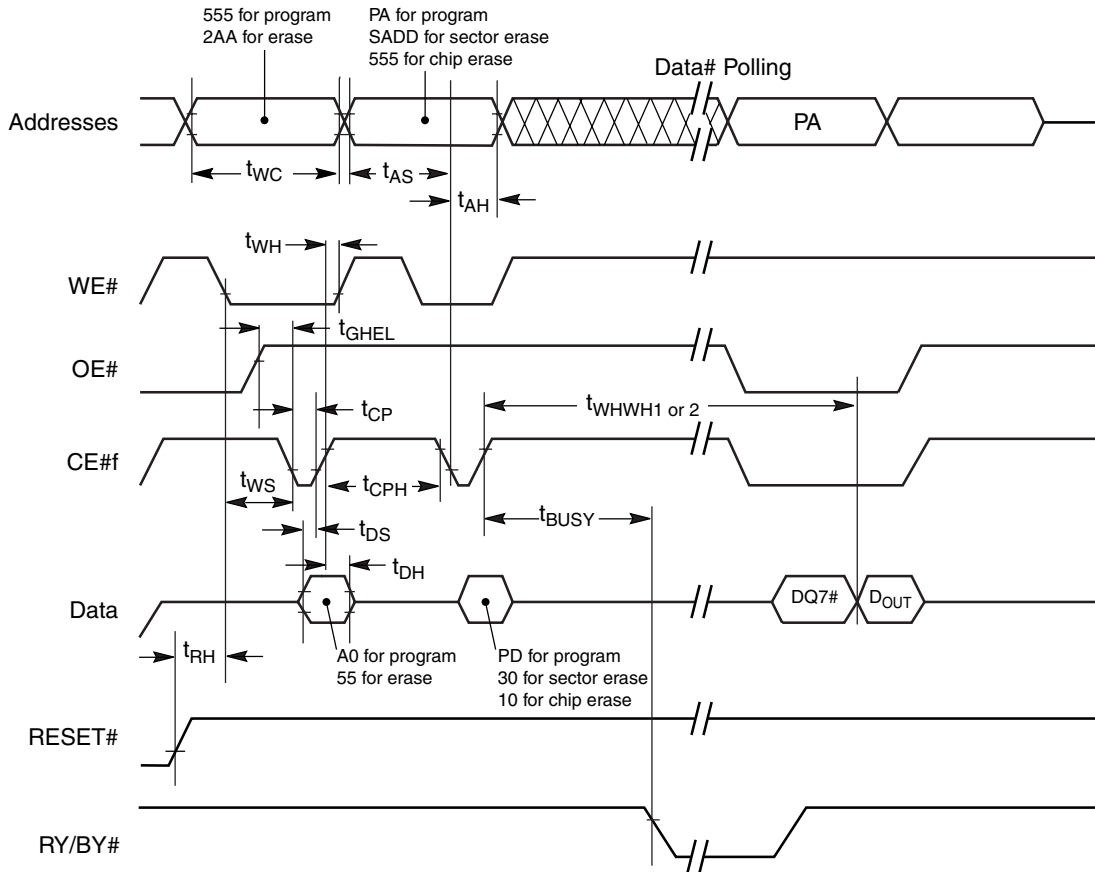 555 for program
2AA for erase
PA for program
SADD for sector erase
555 for chip erase
Data# Polling
Addresses
PA
tWC
tAS
tAH
tWH
WE#
tGHEL
OE#
tCP
tWHWH1 or 2
CE#f
tWS
tCPH
tBUSY
tDS
tDH
Data
DQ7#
DOUT
tRH
A0 for program
55 for erase
PD for program
30 for sector erase
10 for chip erase
RESET#
RY/BY#